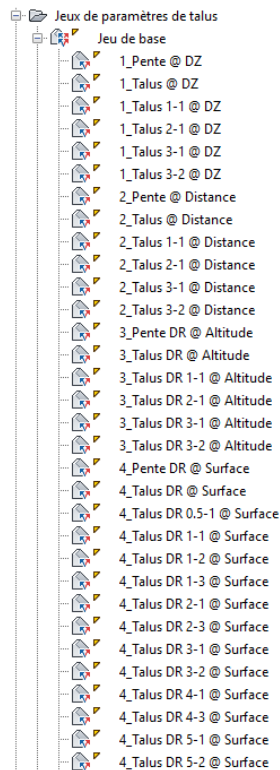 Jeux de paramètres de talus
Jeu de base
1_Pente @ DZ
1_Talus @ DZ
1_Talus 1-1 @ DZ
1_Talus 2-1 @ DZ
1_Talus 3-1 @ DZ
1_Talus 3-2 @ DZ
2_Pente @ Distance
2_Talus @ Distance
2_Talus 1-1 @ Distance
2_Talus 2-1 @ Distance
2_Talus 3-1 @ Distance
2_Talus 3-2 @ Distance
3_Pente DR @ Altitude
3_Talus DR @ Altitude
3_Talus DR 1-1 @ Altitude
3_Talus DR 2-1 @ Altitude
3_Talus DR 3-1 @ Altitude
3_Talus DR 3-2 @ Altitude
4_Pente DR @ Surface
4_Talus DR @ Surface
4_Talus DR 0.5-1 @ Surface
4_Talus DR 1-1 @ Surface
4_Talus DR 1-2 @ Surface
4_Talus DR 1-3 @ Surface
4_Talus DR 2-1 @ Surface
4_Talus DR 2-3 @ Surface
4_Talus DR 3-1 @ Surface
4_Talus DR 3-2 @ Surface
4_Talus DR 4-1 @ Surface
4_Talus DR 4-3 @ Surface
4_Talus DR 5-1 @ Surface
4_Talus DR 5-2 @ Surface